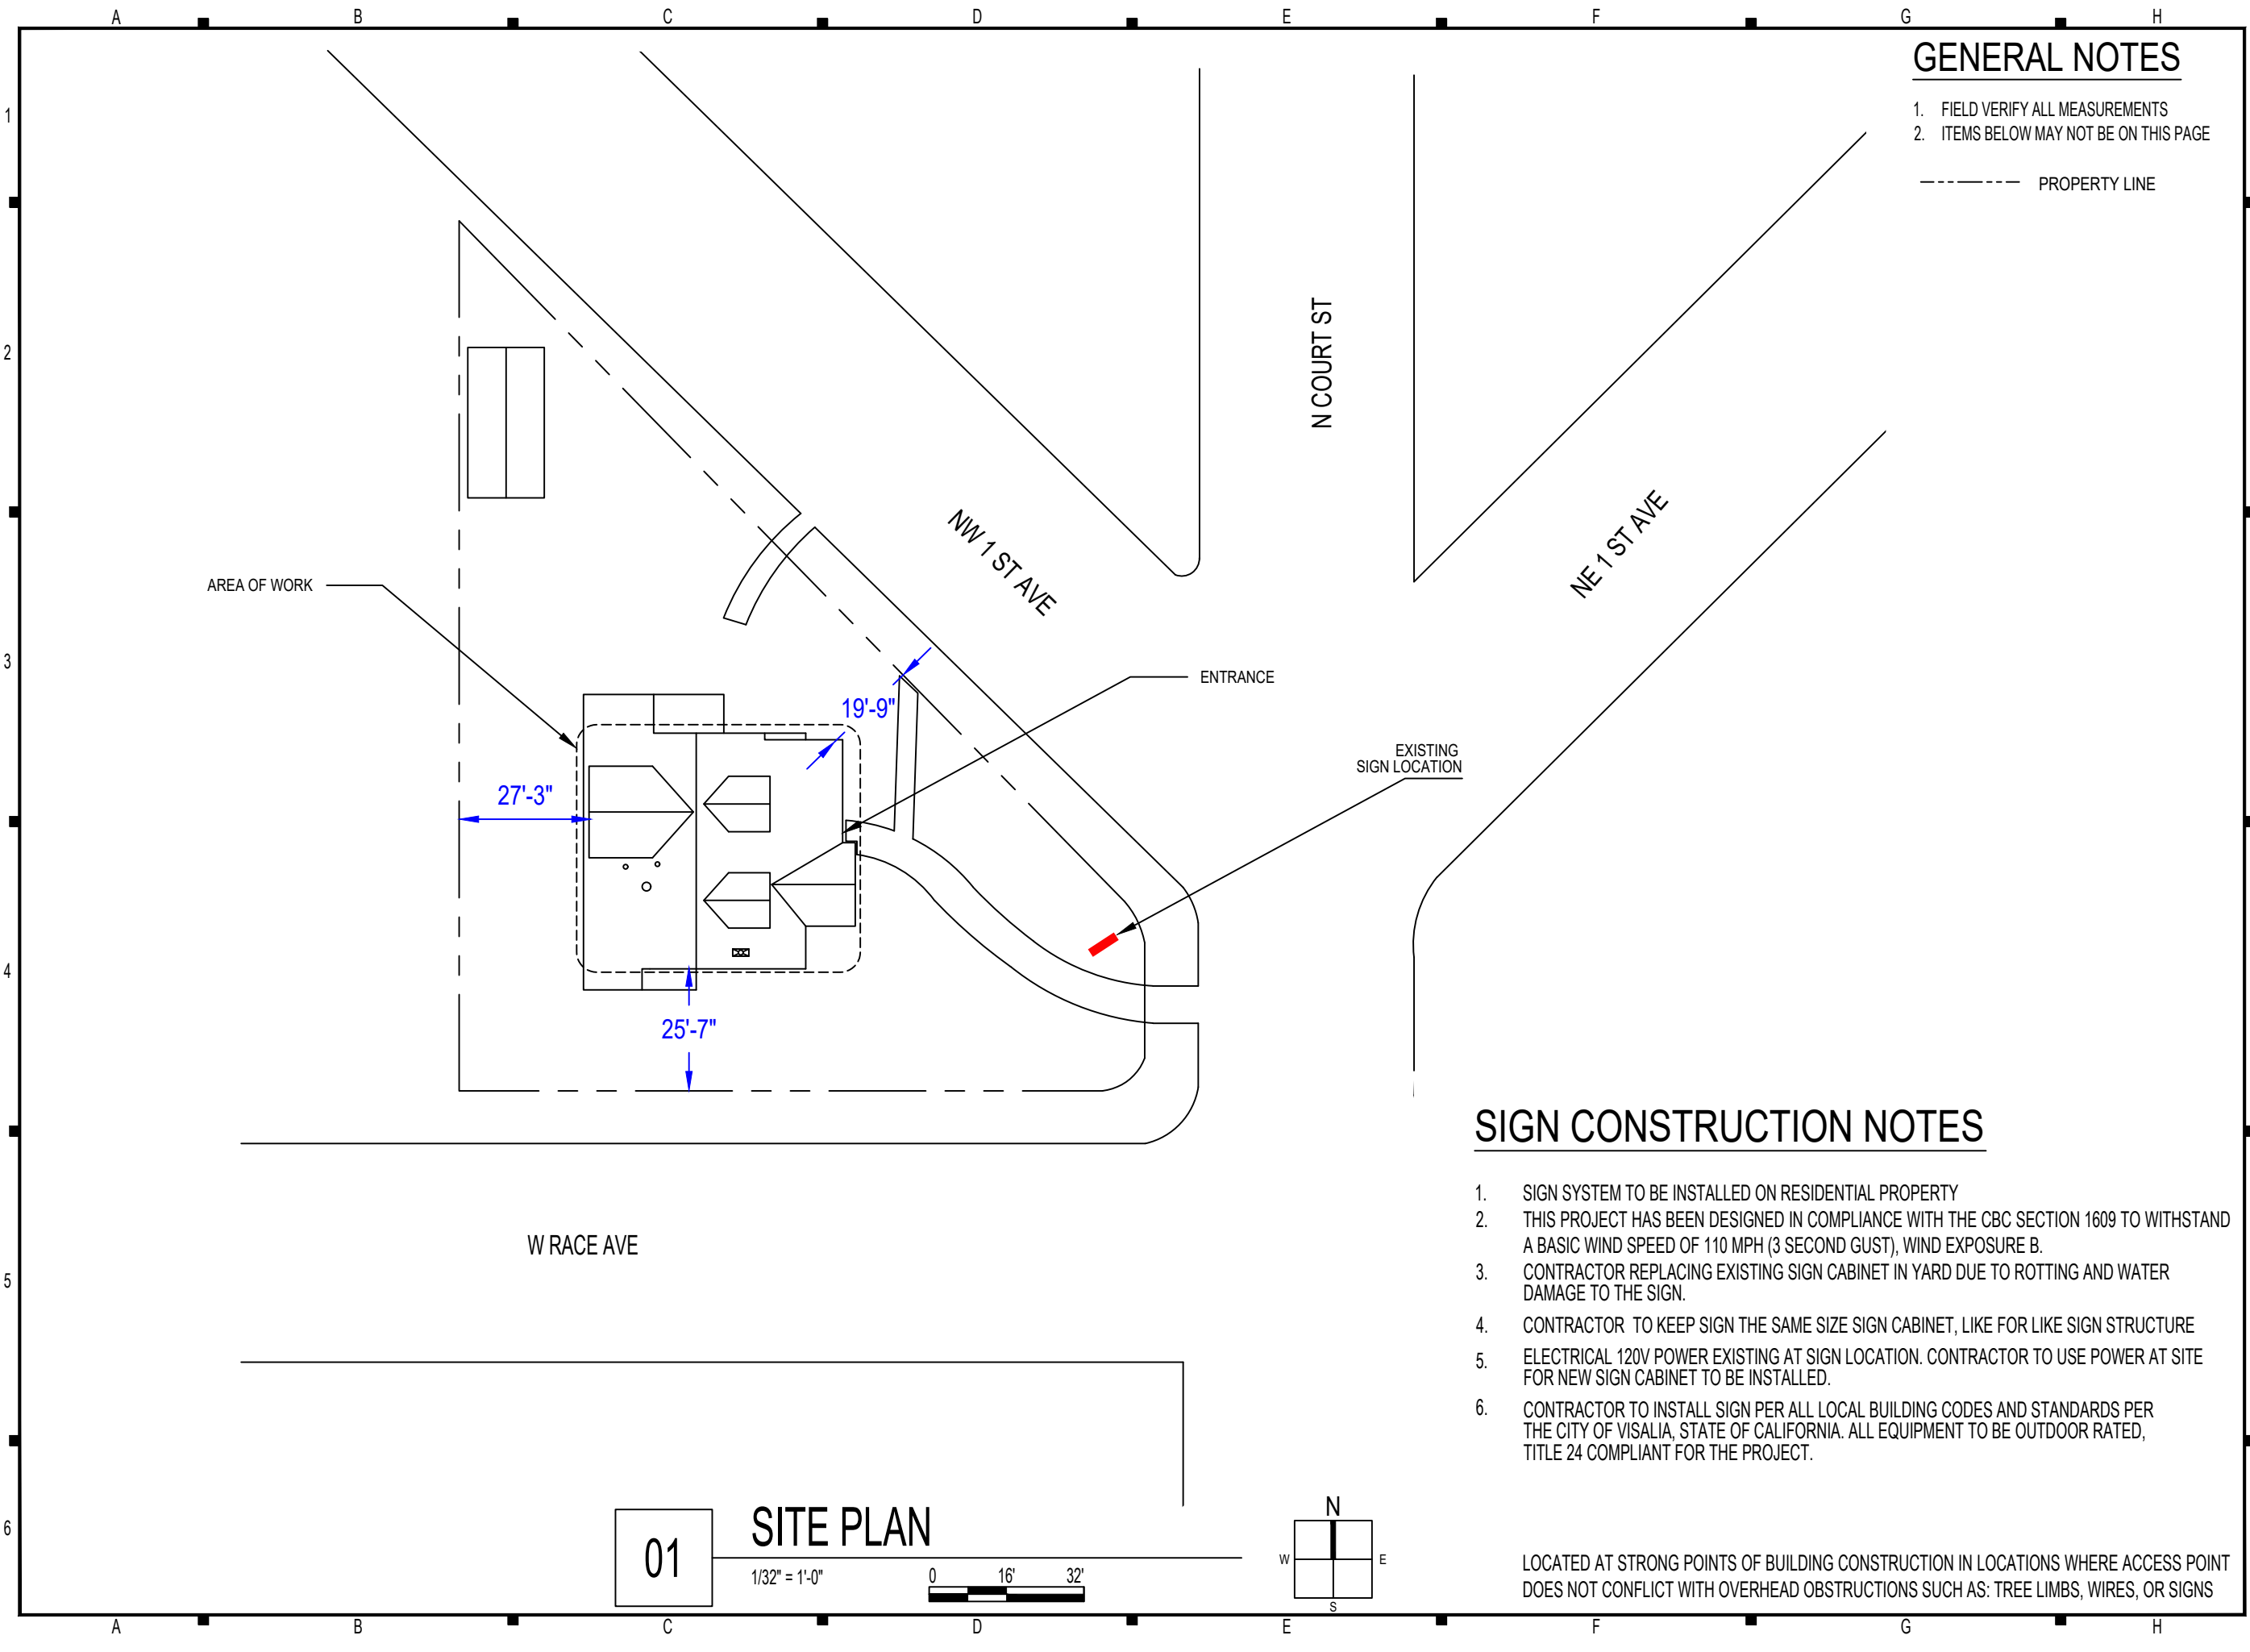 A B C D E F G H
GENERAL NOTES
1. FIELD VERIFY ALL MEASUREMENTS
2. ITEMS BELOW MAY NOT BE ON THIS PAGE
PROPERTY LINE
1
2
3
4
5
6
N COURT ST
NW 1 ST AVE
NE 1 ST AVE
AREA OF WORK
ENTRANCE
19'-9"
EXISTING
SIGN LOCATION
27'-3"
25'-7"
W RACE AVE
SIGN CONSTRUCTION NOTES
1. SIGN SYSTEM TO BE INSTALLED ON RESIDENTIAL PROPERTY
2. THIS PROJECT HAS BEEN DESIGNED IN COMPLIANCE WITH THE CBC SECTION 1609 TO WITHSTAND
A BASIC WIND SPEED OF 110 MPH (3 SECOND GUST), WIND EXPOSURE B.
3. CONTRACTOR REPLACING EXISTING SIGN CABINET IN YARD DUE TO ROTTING AND WATER
DAMAGE TO THE SIGN.
4. CONTRACTOR TO KEEP SIGN THE SAME SIZE SIGN CABINET, LIKE FOR LIKE SIGN STRUCTURE
5. ELECTRICAL 120V POWER EXISTING AT SIGN LOCATION. CONTRACTOR TO USE POWER AT SITE
FOR NEW SIGN CABINET TO BE INSTALLED.
6. CONTRACTOR TO INSTALL SIGN PER ALL LOCAL BUILDING CODES AND STANDARDS PER
THE CITY OF VISALIA, STATE OF CALIFORNIA. ALL EQUIPMENT TO BE OUTDOOR RATED,
TITLE 24 COMPLIANT FOR THE PROJECT.
LOCATED AT STRONG POINTS OF BUILDING CONSTRUCTION IN LOCATIONS WHERE ACCESS POINT
DOES NOT CONFLICT WITH OVERHEAD OBSTRUCTIONS SUCH AS: TREE LIMBS, WIRES, OR SIGNS
01
SITE PLAN
1/32" = 1'-0"
0 16' 32'
N
W E
S
A B C D E F G H